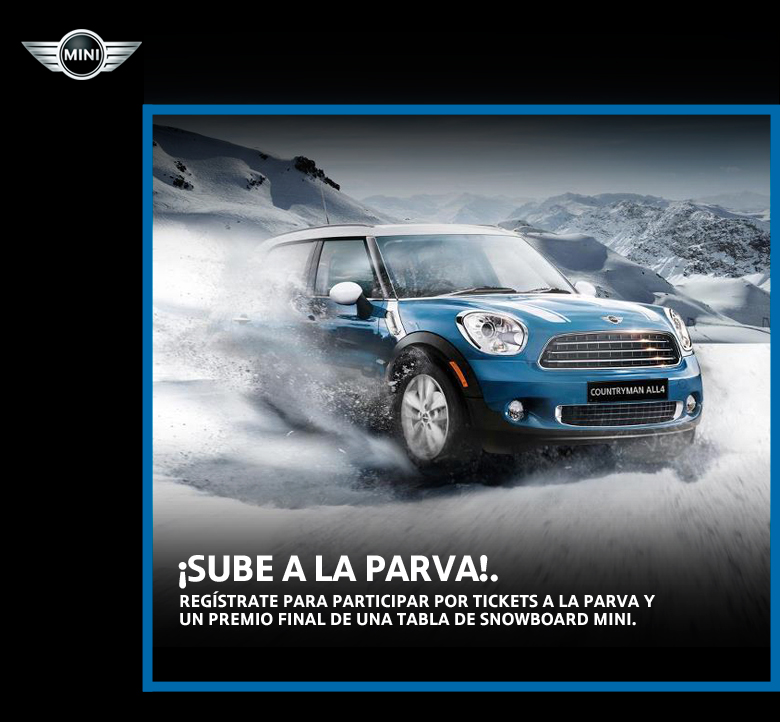 MINI
COUNTRYMAN ALL4
¡SUBE A LA PARVA!.
REGÍSTRATE PARA PARTICIPAR POR TICKETS A LA PARVA Y
UN PREMIO FINAL DE UNA TABLA DE SNOWBOARD MINI.